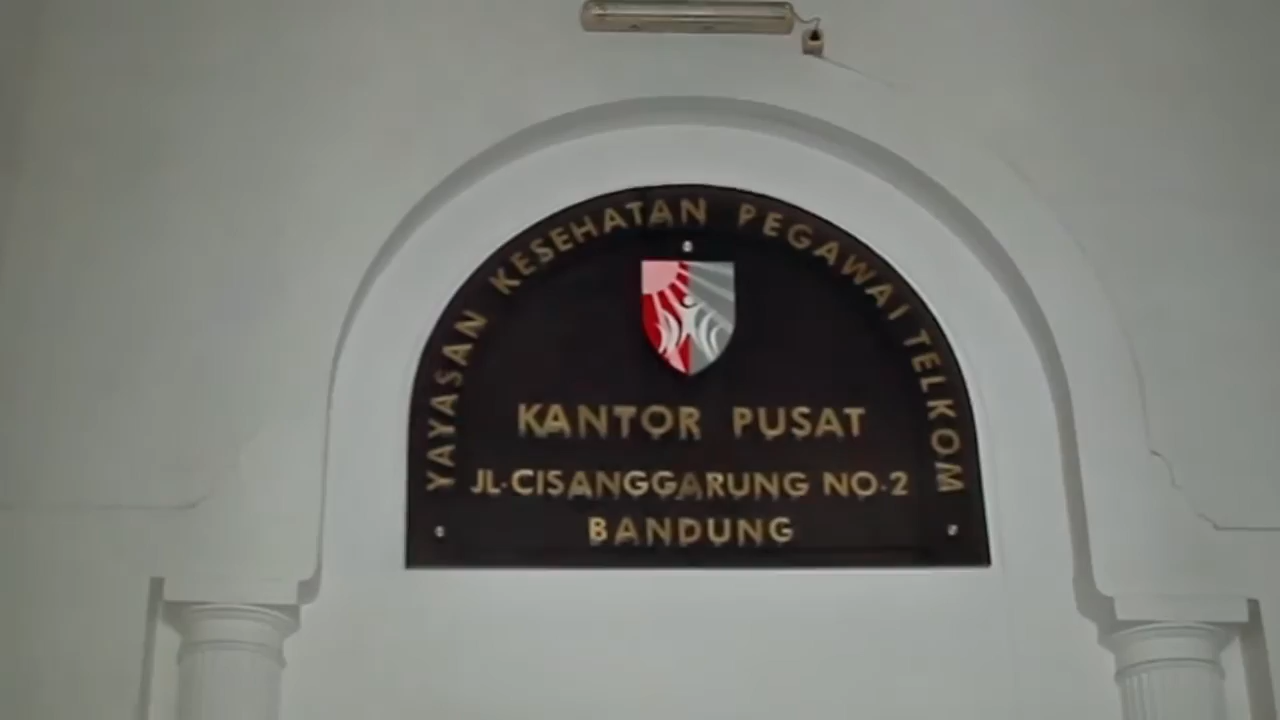 YAYASAN KESEHATAN PEGAWAI TELKOM
KANTOR PUSAT
JL·CISANGGARUNG NO·2
BANDUNG